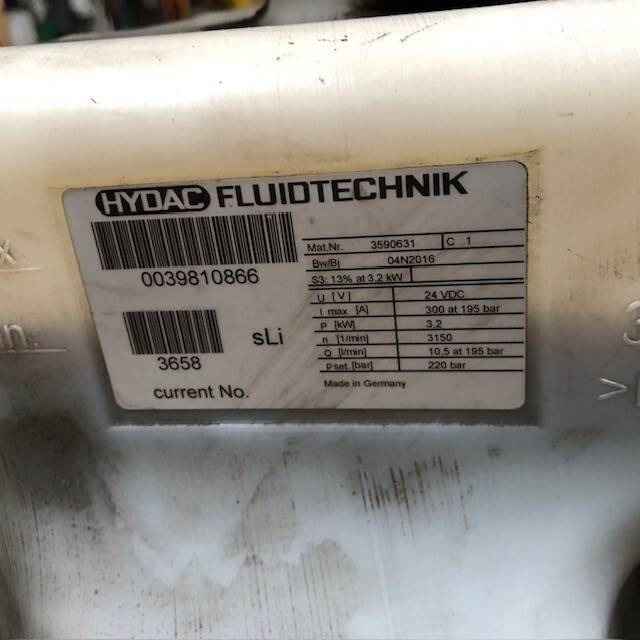 HYDAC FLUIDTECHNIK
0039810866
3658
sLi
current No.
Mat.Nr. 3590631 C 1
Bw/Bj 04N2016
S3: 13% at 3,2 kW
U [V] 24 VDC
I max [A] 300 at 195 bar
P [kW] 3,2
n [1/min] 3150
Q [l/min] 10,5 at 195 bar
P set. [bar] 220 bar
Made in Germany
x
in.
3
>